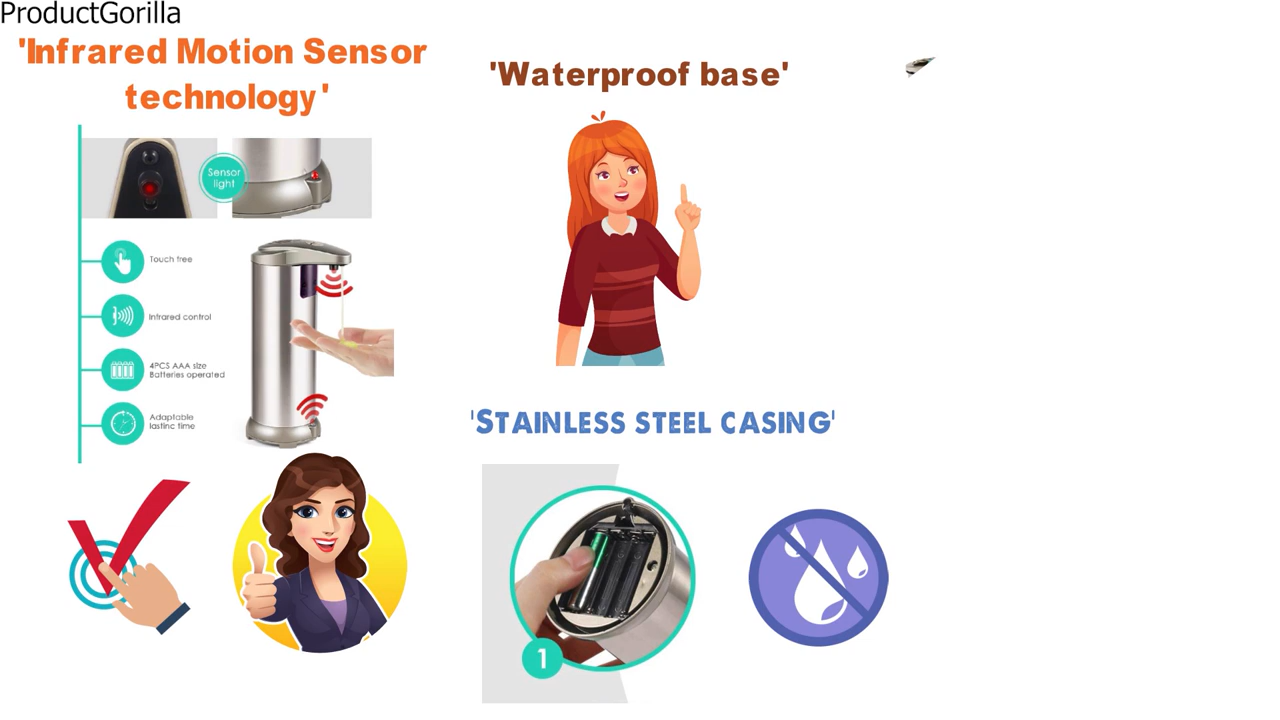 ProductGorilla
'Infrared Motion Sensor
technology'
Sensor
light
Touch free
Infrared control
4PCS AAA size
Batteries operated
Adaptable
lasting time
'Waterproof base'
'STAINLESS STEEL CASING'
1